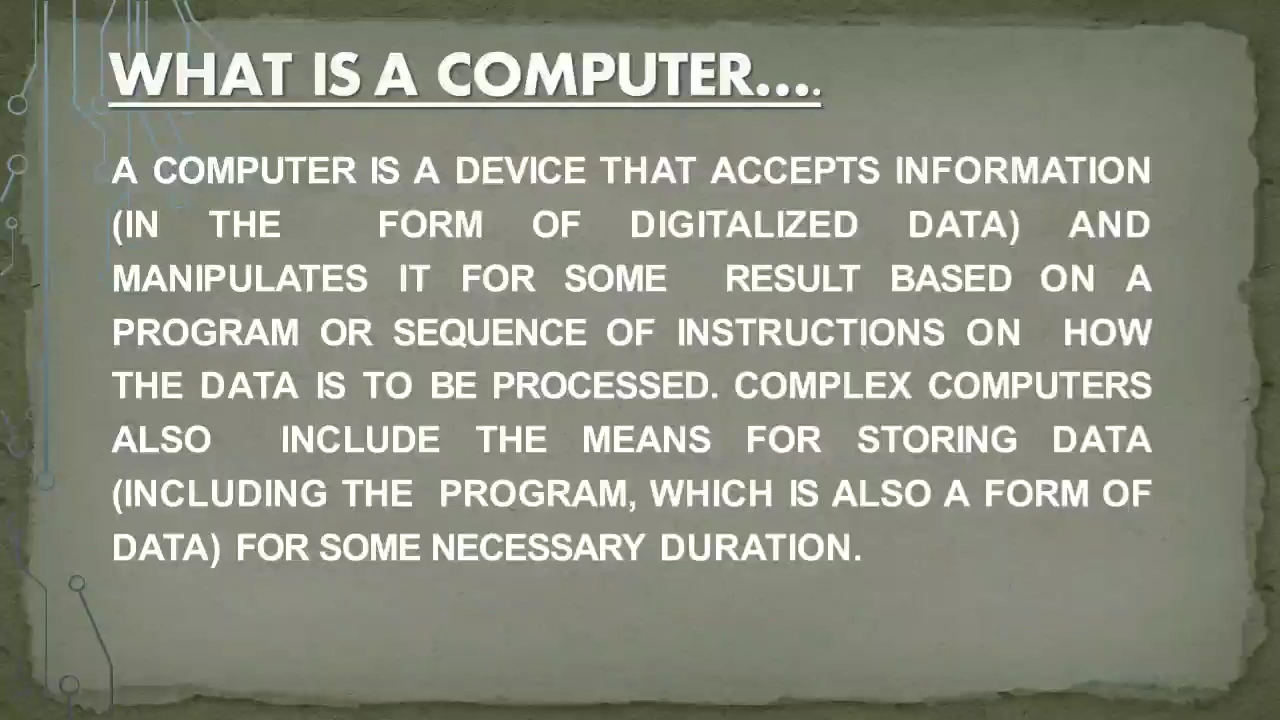 WHAT IS A COMPUTER....
A COMPUTER IS A DEVICE THAT ACCEPTS INFORMATION
(IN THE FORM OF DIGITALIZED DATA) AND
MANIPULATES IT FOR SOME RESULT BASED ON A
PROGRAM OR SEQUENCE OF INSTRUCTIONS ON HOW
THE DATA IS TO BE PROCESSED. COMPLEX COMPUTERS
ALSO INCLUDE THE MEANS FOR STORING DATA
(INCLUDING THE PROGRAM, WHICH IS ALSO A FORM OF
DATA) FOR SOME NECESSARY DURATION.